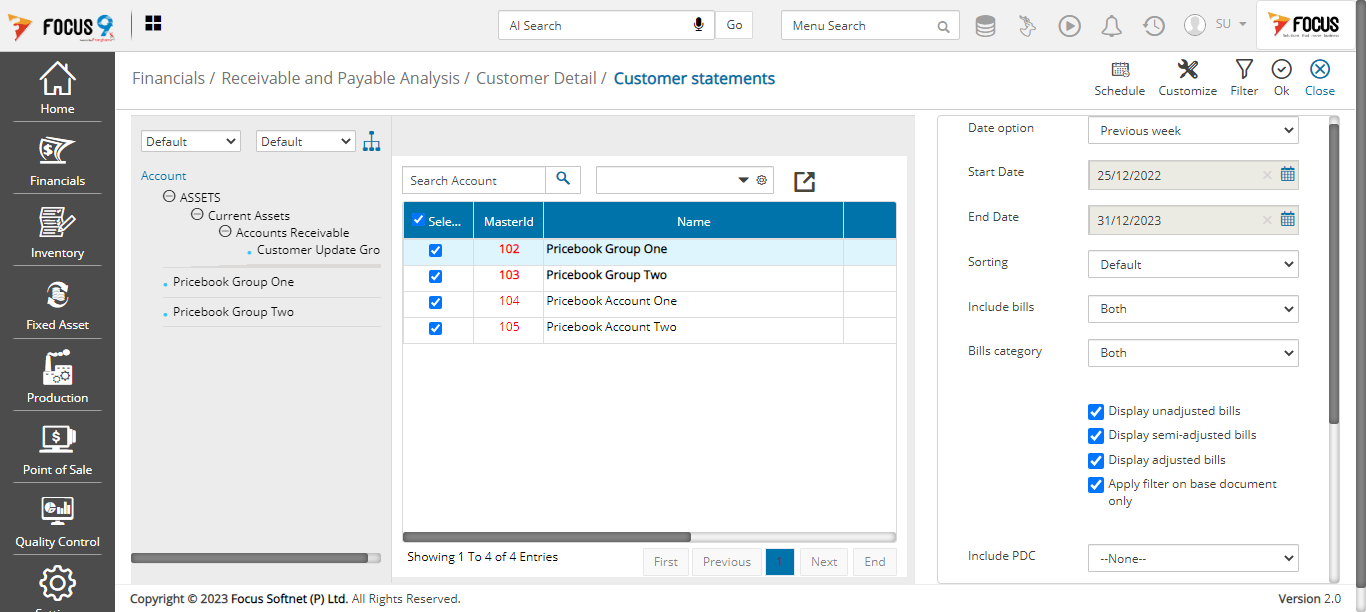 FOCUS 9
AI Search
Go
Menu Search
SU
FOCUS
Home
Financials
Inventory
Fixed Asset
Production
Point of Sale
Quality Control
Financials / Receivable and Payable Analysis / Customer Detail / Customer statements
Schedule
Customize
Filter
Ok
Close
Default
Default
Account
ASSETS
Current Assets
Accounts Receivable
Customer Update Gro
Pricebook Group One
Pricebook Group Two
Search Account
Sele... MasterId Name
102 Pricebook Group One
103 Pricebook Group Two
104 Pricebook Account One
105 Pricebook Account Two
Showing 1 To 4 of 4 Entries
First Previous 1 Next End
Date option Previous week
Start Date 25/12/2022
End Date 31/12/2023
Sorting Default
Include bills Both
Bills category Both
Display unadjusted bills
Display semi-adjusted bills
Display adjusted bills
Apply filter on base document
only
Include PDC --None--
Copyright © 2023 Focus Softnet (P) Ltd. All Rights Reserved.
Version 2.0